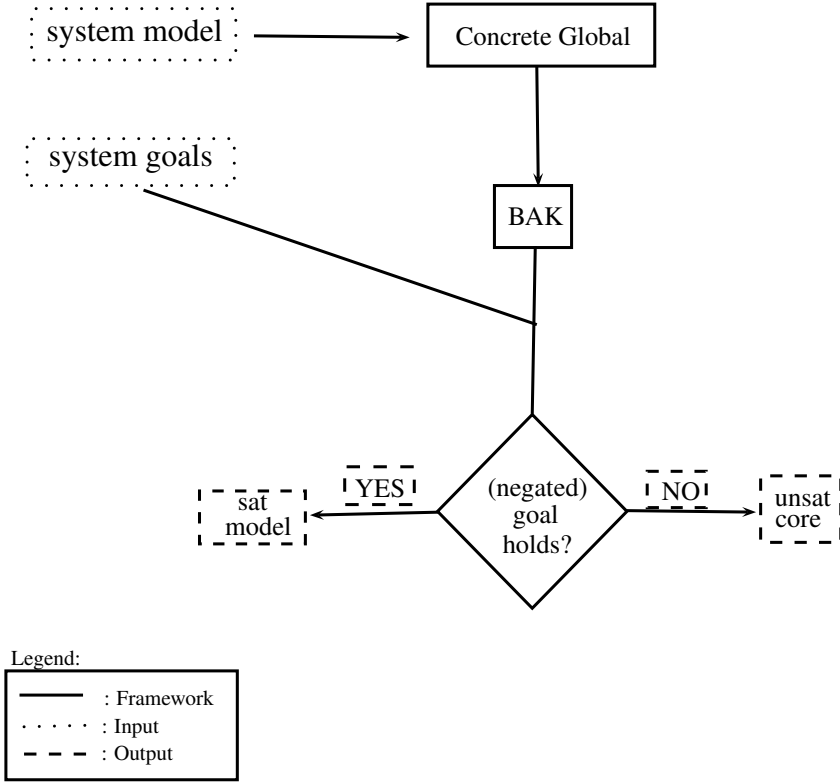 system model
Concrete Global
system goals
BAK
(negated)
goal
holds?
YES
NO
sat
model
unsat
core
Legend:
: Framework
: Input
: Output